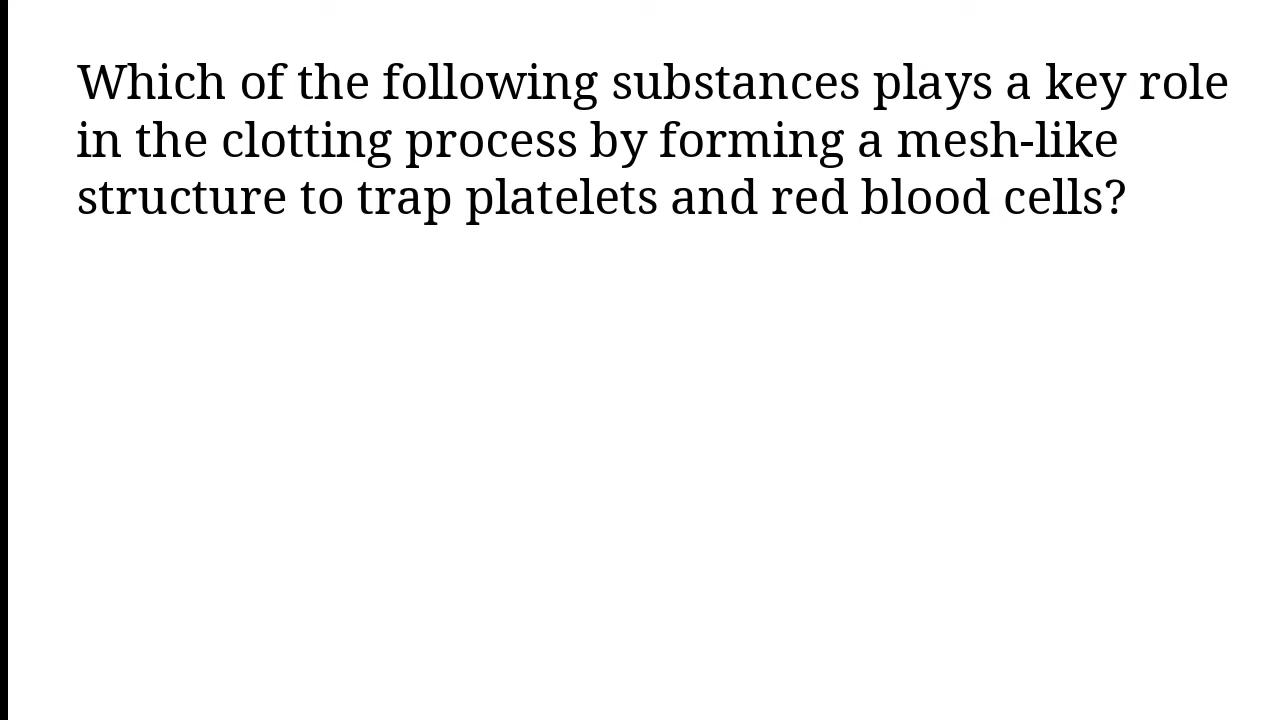 Which of the following substances plays a key role
in the clotting process by forming a mesh-like
structure to trap platelets and red blood cells?